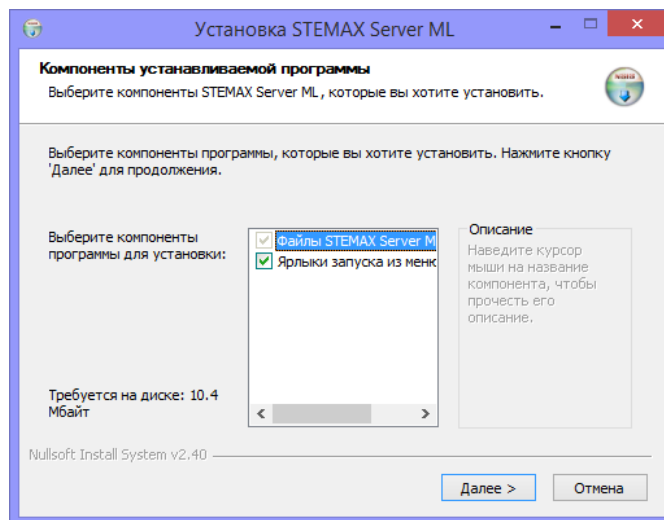 Установка STEMAX Server ML
Компоненты устанавливаемой программы
Выберите компоненты STEMAX Server ML, которые вы хотите установить.
Выберите компоненты программы, которые вы хотите установить. Нажмите кнопку
'Далее' для продолжения.
Выберите компоненты
программы для установки:
Файлы STEMAX Server M
Ярлыки запуска из меню
Описание
Наведите курсор
мыши на название
компонента, чтобы
прочесть его
описание.
Требуется на диске: 10.4
Мбайт
Nullsoft Install System v2.40
Далее >
Отмена